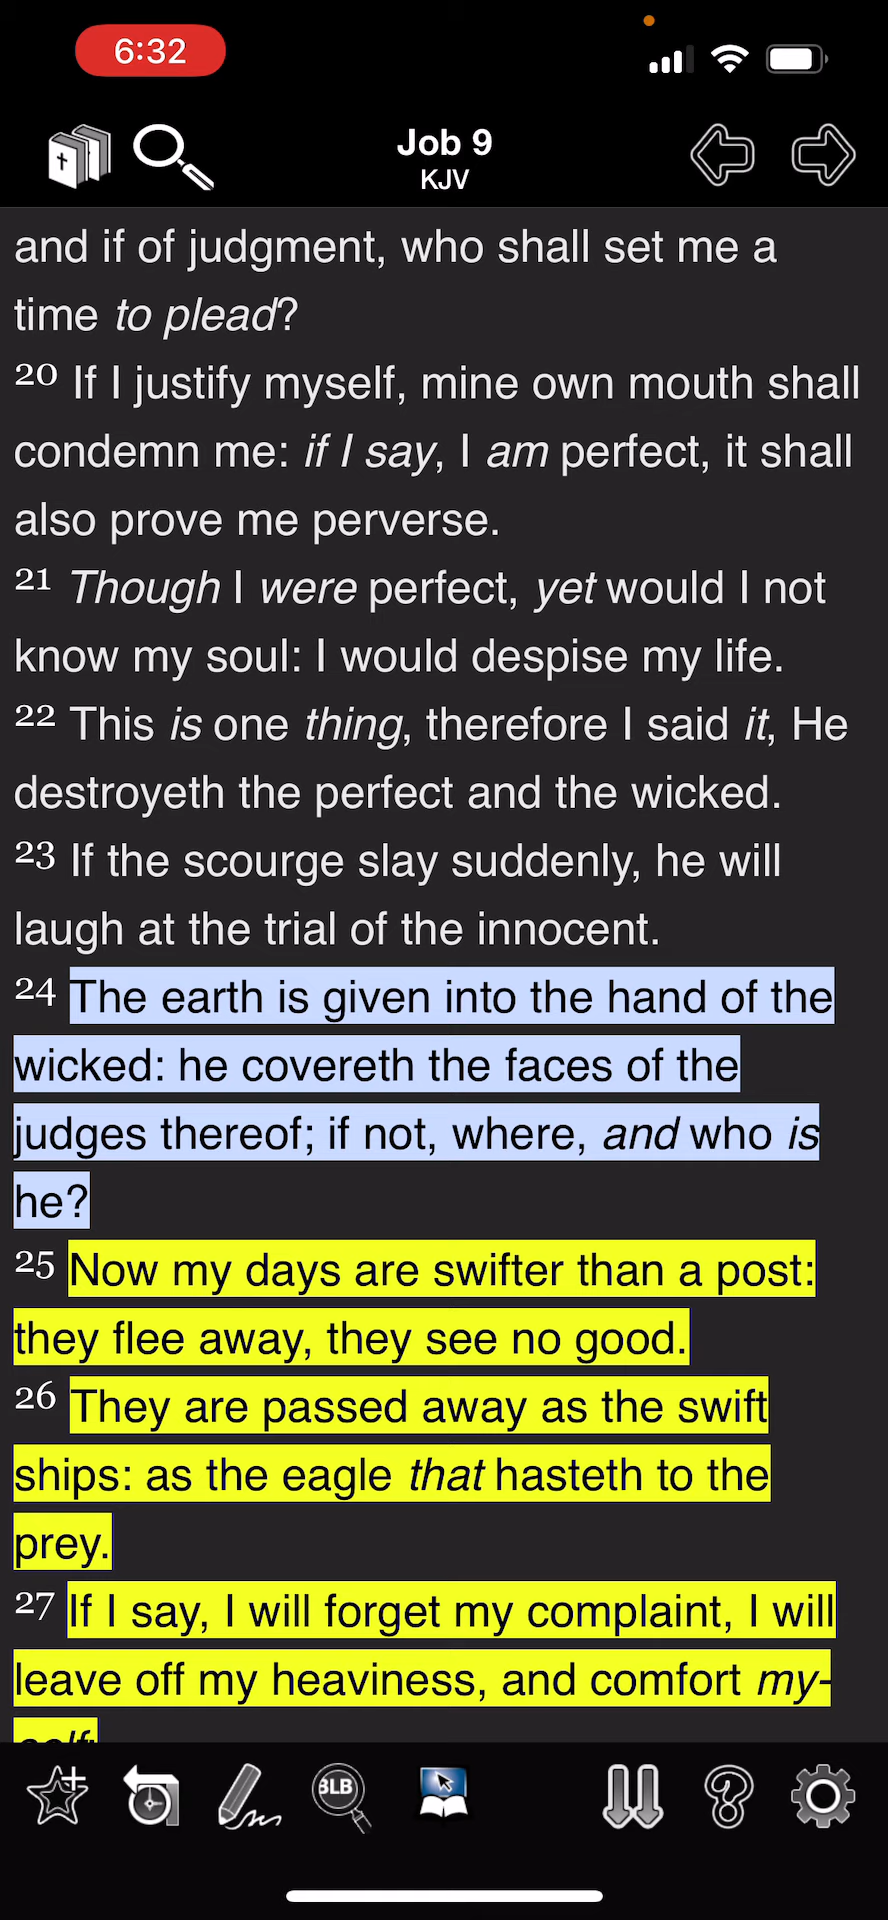 6:32
Job 9
KJV
and if of judgment, who shall set me a
time to plead?
20 If I justify myself, mine own mouth shall
condemn me: if I say, I am perfect, it shall
also prove me perverse.
21 Though I were perfect, yet would I not
know my soul: I would despise my life.
22 This is one thing, therefore I said it, He
destroyeth the perfect and the wicked.
23 If the scourge slay suddenly, he will
laugh at the trial of the innocent.
24 The earth is given into the hand of the
wicked: he covereth the faces of the
judges thereof; if not, where, and who is
he?
25 Now my days are swifter than a post:
they flee away, they see no good.
26 They are passed away as the swift
ships: as the eagle that hasteth to the
prey.
27 If I say, I will forget my complaint, I will
leave off my heaviness, and comfort my-
self:
BLB